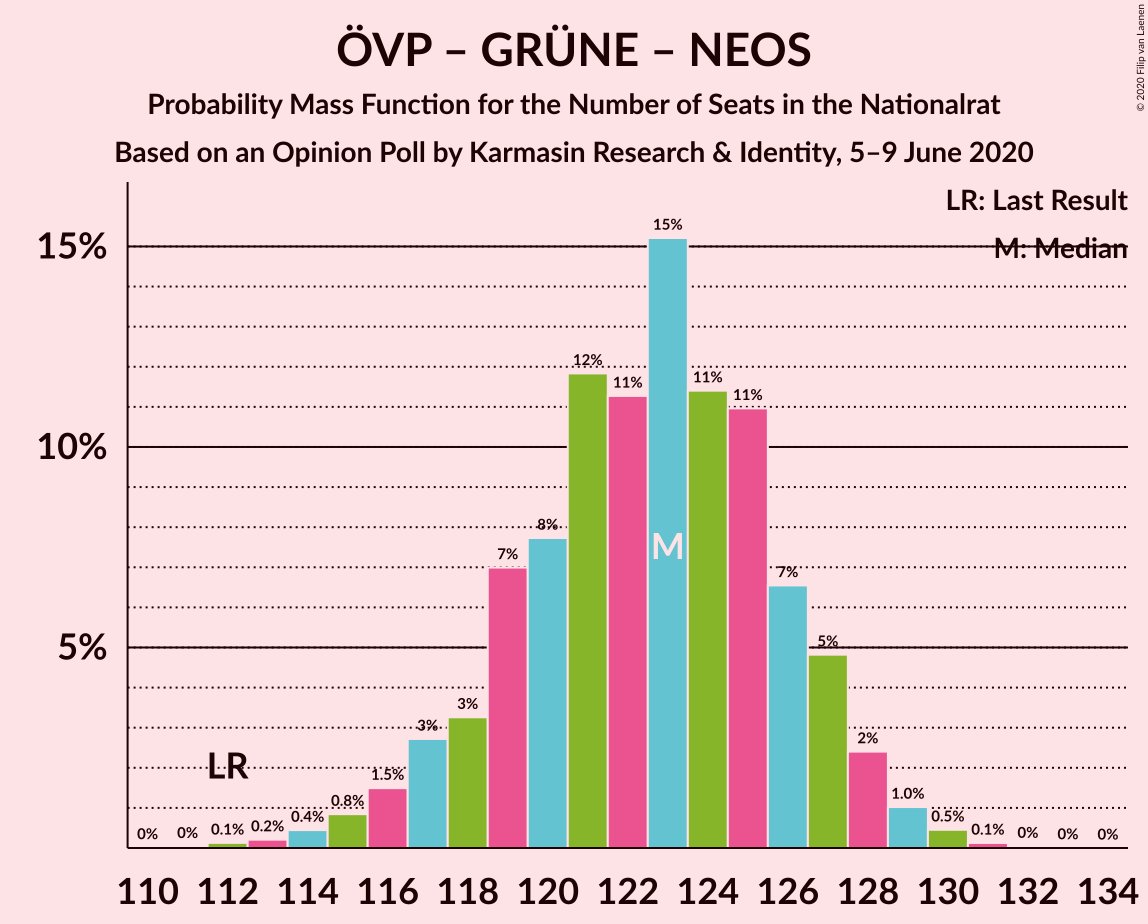 ÖVP – GRÜNE – NEOS
Probability Mass Function for the Number of Seats in the Nationalrat
Based on an Opinion Poll by Karmasin Research & Identity, 5–9 June 2020
© 2020 Filip van Laenen
LR: Last Result
M: Median
15%
10%
5%
0% 0% 0.1% 0.2% 0.4% 0.8% 1.5% 3% 3% 7% 8% 12% 11% 15% 11% 11% 7% 5% 2% 1.0% 0.5% 0.1% 0% 0% 0%
LR
M
110 112 114 116 118 120 122 124 126 128 130 132 134